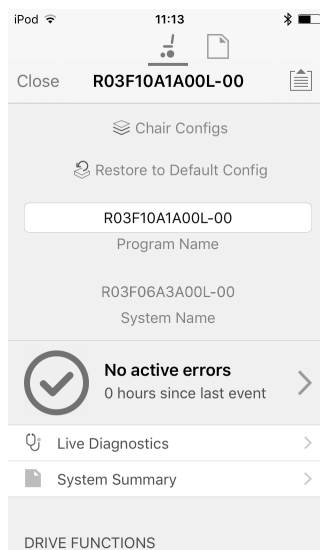 iPod 11:13
Close R03F10A1A00L-00
Chair Configs
Restore to Default Config
R03F10A1A00L-00
Program Name
R03F06A3A00L-00
System Name
No active errors
0 hours since last event
Live Diagnostics
System Summary
DRIVE FUNCTIONS